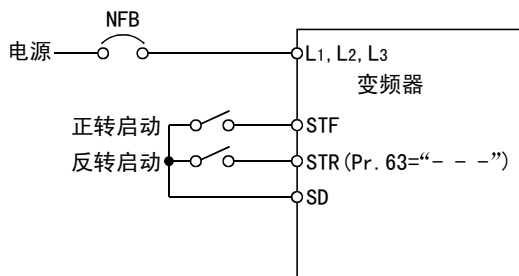 NFB
电源
L1, L2, L3
变频器
正转启动
STF
反转启动
STR (Pr. 63=“- - -”)
SD